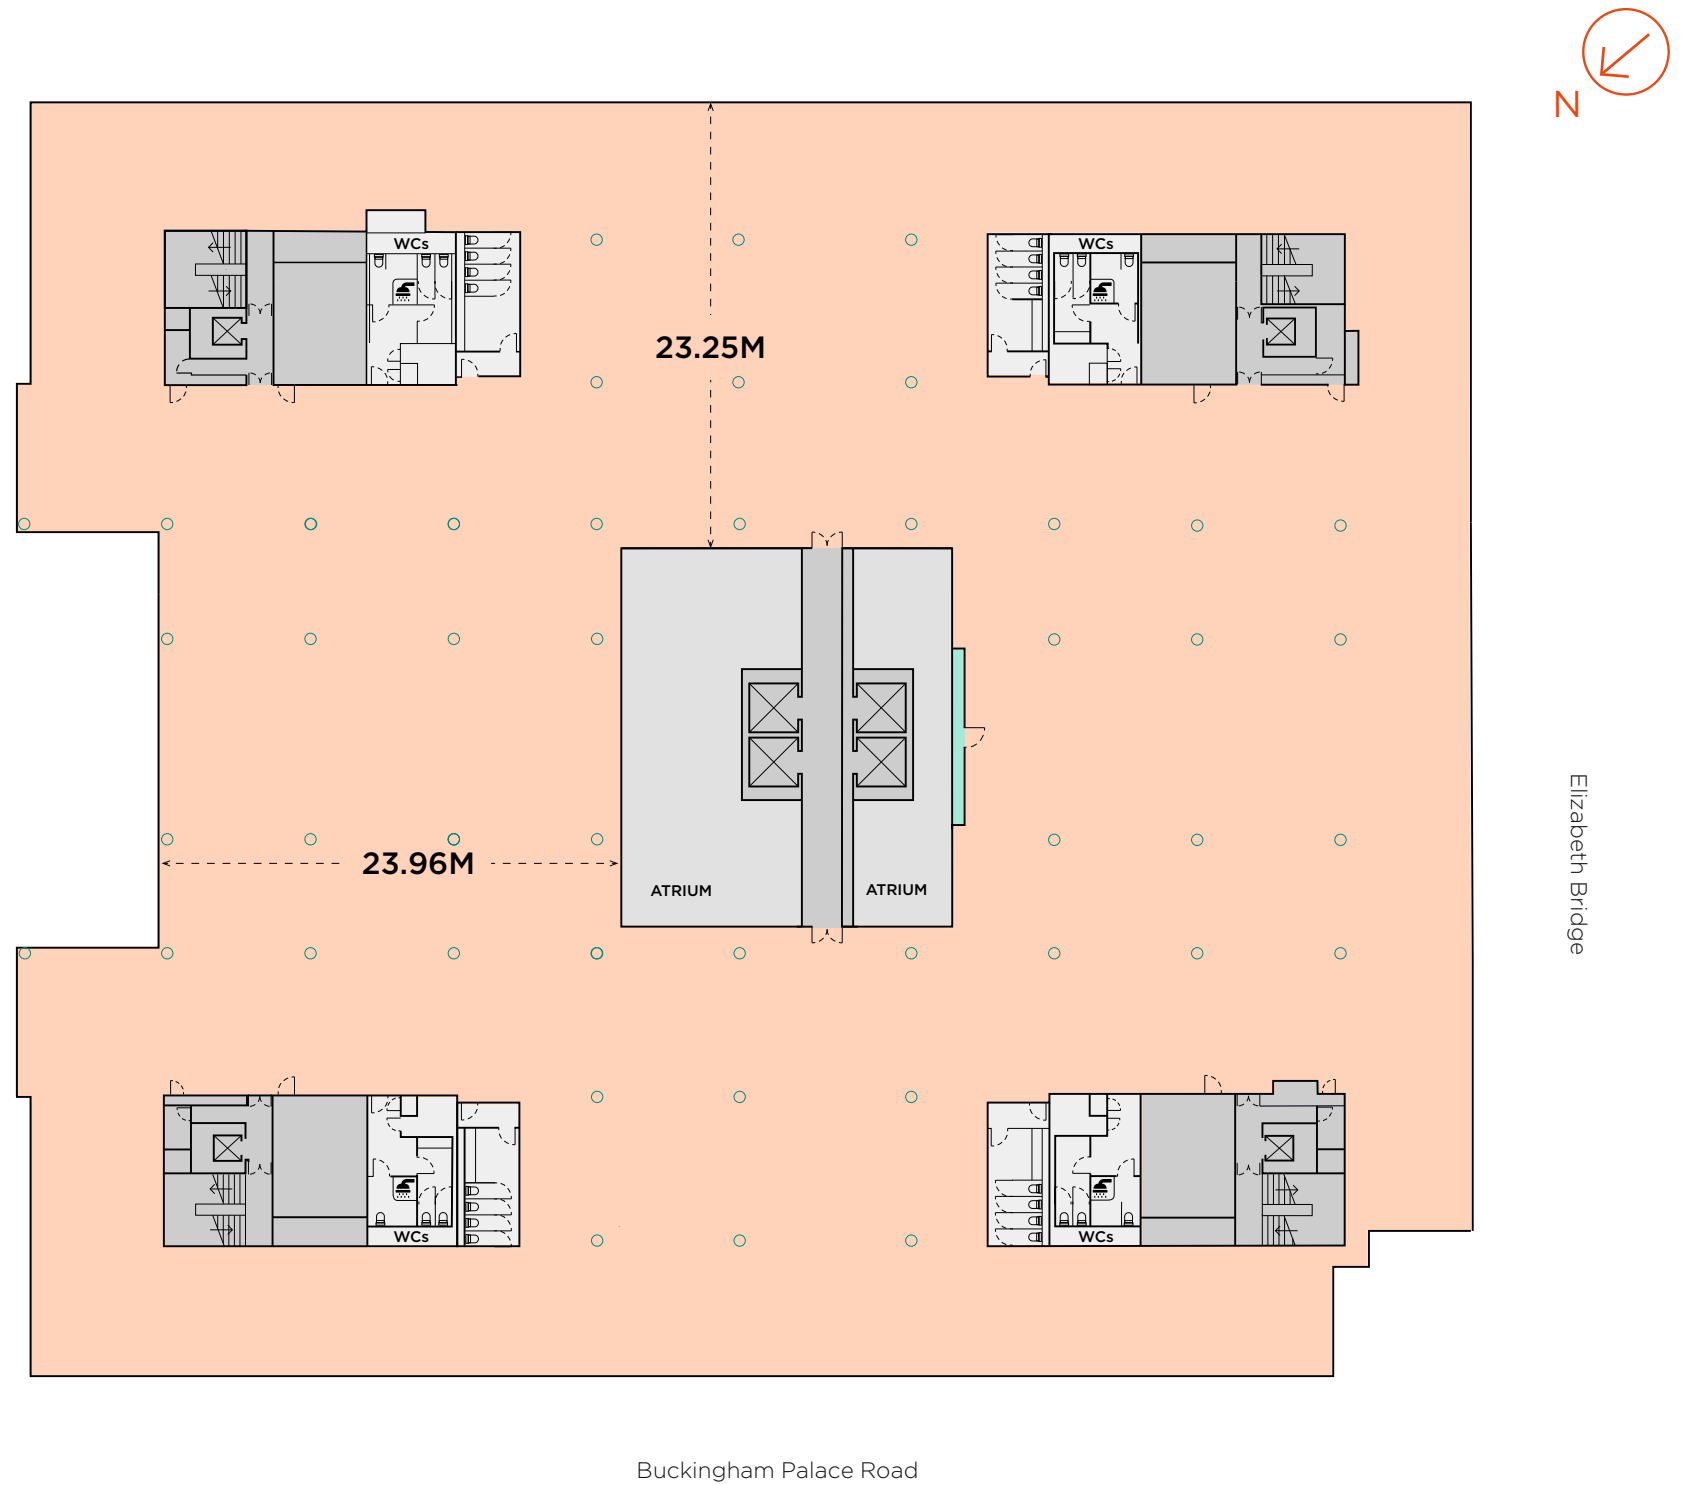 N
WCs
WCs
23.25M
23.96M
ATRIUM
ATRIUM
Elizabeth Bridge
WCs
WCs
Buckingham Palace Road